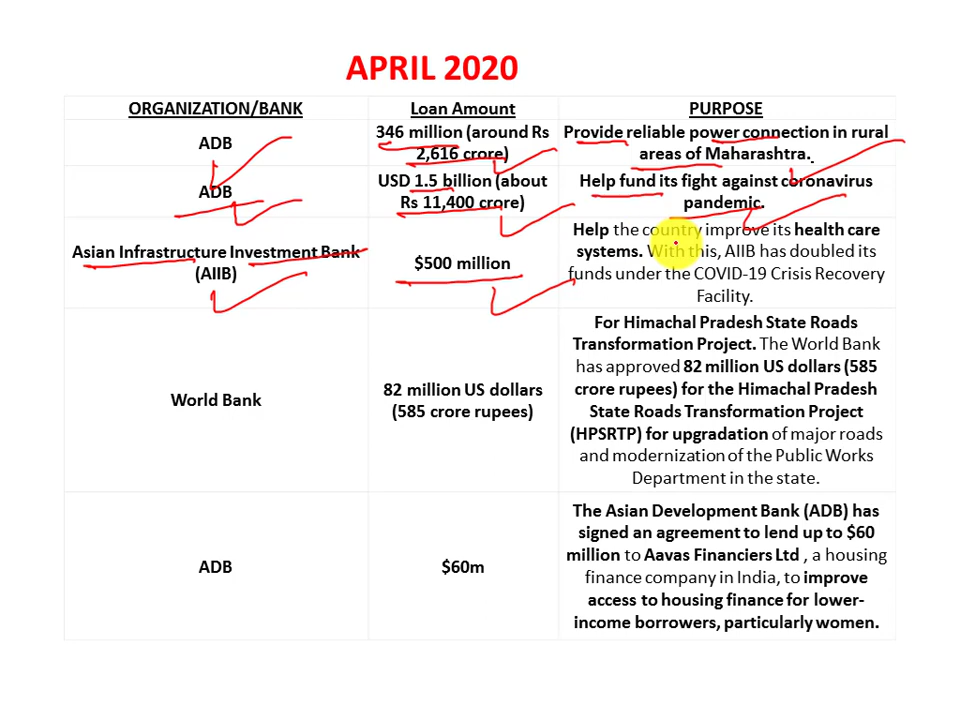 APRIL 2020
ORGANIZATION/BANK
Loan Amount
PURPOSE
ADB
346 million (around Rs
2,616 crore)
Provide reliable power connection in rural
areas of Maharashtra.
ADB
USD 1.5 billion (about
Rs 11,400 crore)
Help fund its fight against coronavirus
pandemic.
Asian Infrastructure Investment Bank
(AIIB)
$500 million
Help the country improve its health care
systems. With this, AIIB has doubled its
funds under the COVID-19 Crisis Recovery
Facility.
World Bank
82 million US dollars
(585 crore rupees)
For Himachal Pradesh State Roads
Transformation Project. The World Bank
has approved 82 million US dollars (585
crore rupees) for the Himachal Pradesh
State Roads Transformation Project
(HPSRTP) for upgradation of major roads
and modernization of the Public Works
Department in the state.
ADB
$60m
The Asian Development Bank (ADB) has
signed an agreement to lend up to $60
million to Aavas Financiers Ltd , a housing
finance company in India, to improve
access to housing finance for lower-
income borrowers, particularly women.